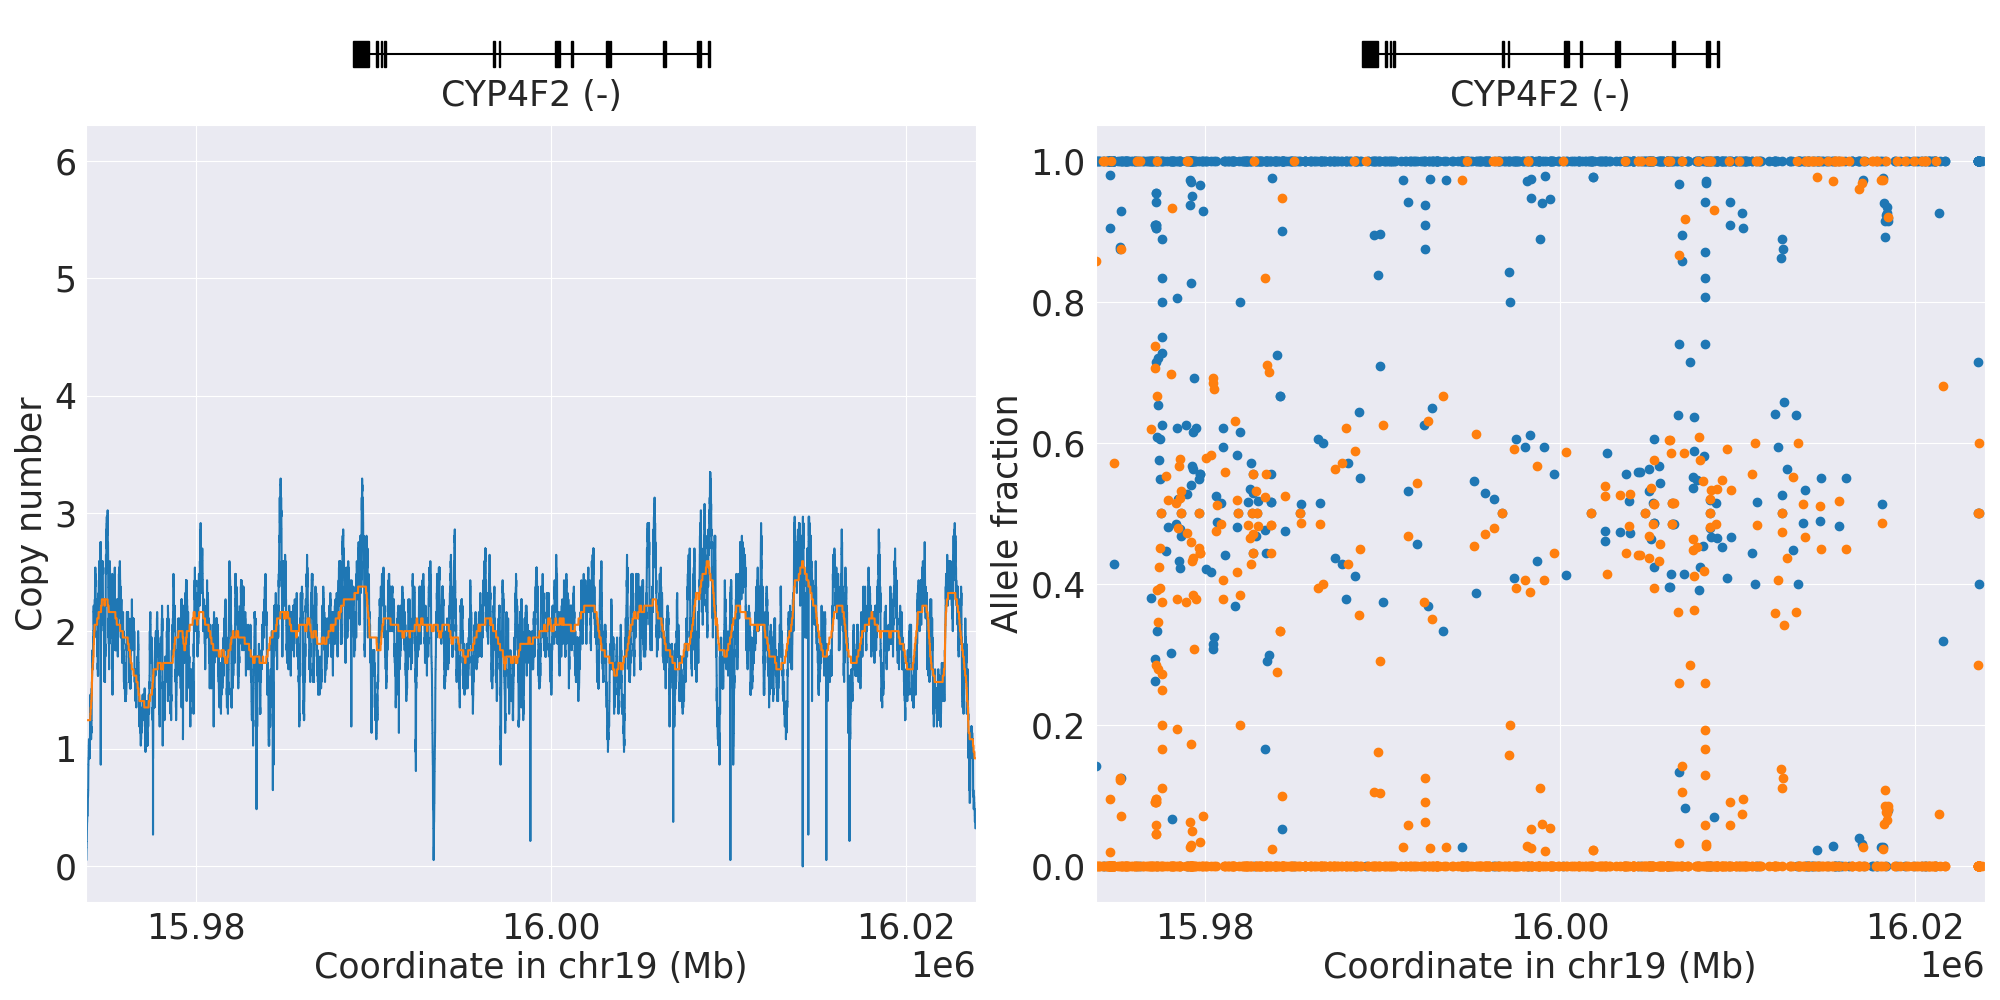 CYP4F2 (-)
CYP4F2 (-)
6
5
4
3
2
1
0
Copy number
15.98
16.00
16.02
Coordinate in chr19 (Mb)
1e6
1.0
0.8
0.6
0.4
0.2
0.0
Allele fraction
15.98
16.00
16.02
Coordinate in chr19 (Mb)
1e6